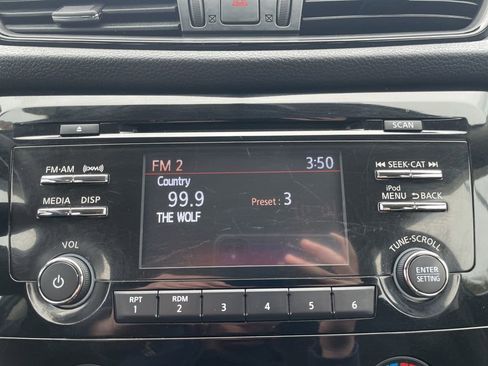 SCAN
FM·AM
SEEK·CAT
MEDIA DISP
iPod
MENU BACK
FM 2 3:50
Country
99.9 Preset : 3
THE WOLF
VOL
TUNE·SCROLL
ENTER
SETTING
RPT
1
RDM
2
3
4
5
6